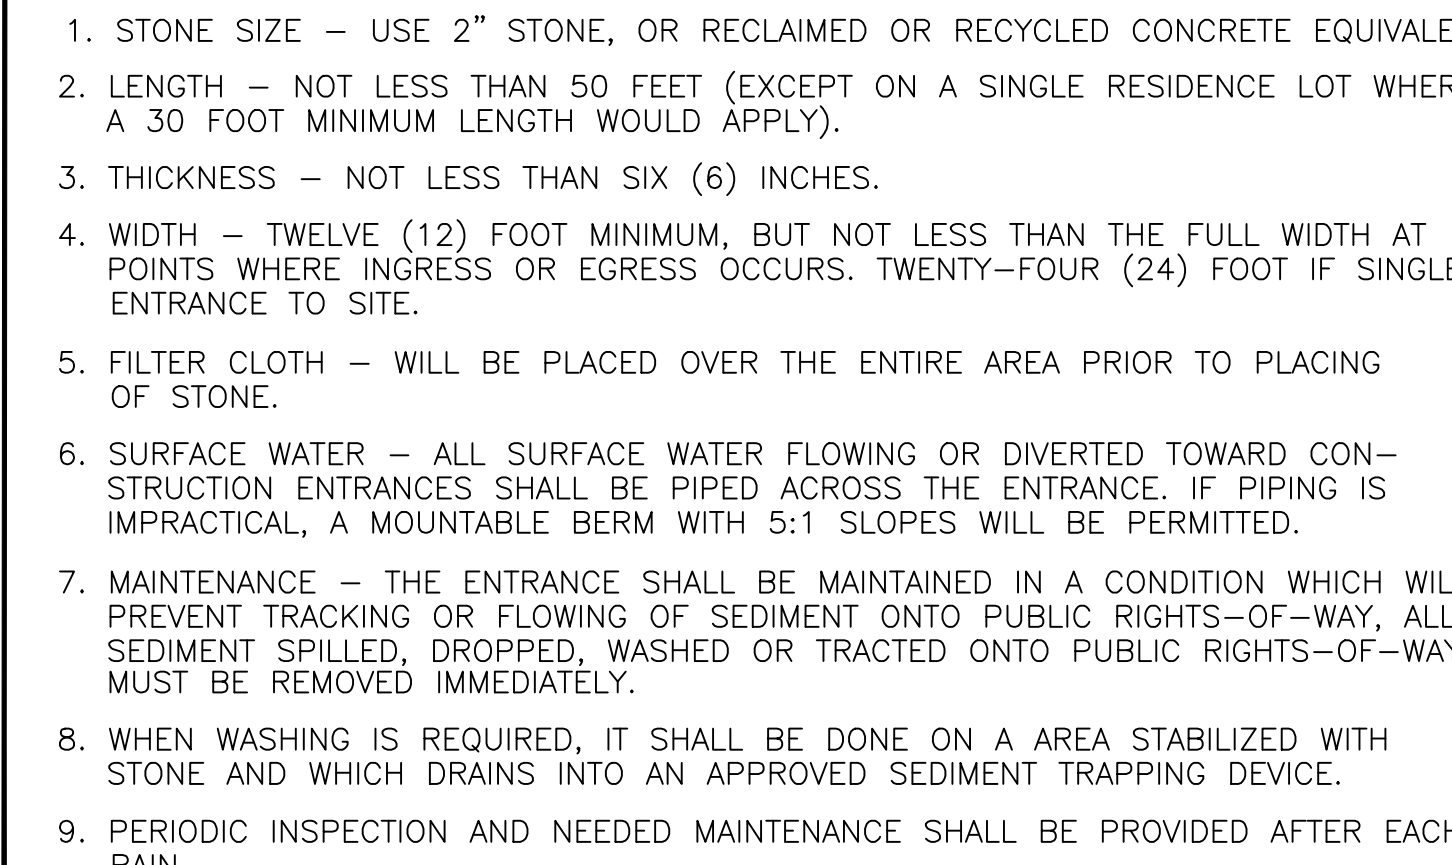 1. STONE SIZE – USE 2" STONE, OR RECLAIMED OR RECYCLED CONCRETE EQUIVALE
2. LENGTH – NOT LESS THAN 50 FEET (EXCEPT ON A SINGLE RESIDENCE LOT WHER
A 30 FOOT MINIMUM LENGTH WOULD APPLY).
3. THICKNESS – NOT LESS THAN SIX (6) INCHES.
4. WIDTH – TWELVE (12) FOOT MINIMUM, BUT NOT LESS THAN THE FULL WIDTH AT
POINTS WHERE INGRESS OR EGRESS OCCURS. TWENTY–FOUR (24) FOOT IF SINGLE
ENTRANCE TO SITE.
5. FILTER CLOTH – WILL BE PLACED OVER THE ENTIRE AREA PRIOR TO PLACING
OF STONE.
6. SURFACE WATER – ALL SURFACE WATER FLOWING OR DIVERTED TOWARD CON–
STRUCTION ENTRANCES SHALL BE PIPED ACROSS THE ENTRANCE. IF PIPING IS
IMPRACTICAL, A MOUNTABLE BERM WITH 5:1 SLOPES WILL BE PERMITTED.
7. MAINTENANCE – THE ENTRANCE SHALL BE MAINTAINED IN A CONDITION WHICH WIL
PREVENT TRACKING OR FLOWING OF SEDIMENT ONTO PUBLIC RIGHTS–OF–WAY, ALL
SEDIMENT SPILLED, DROPPED, WASHED OR TRACTED ONTO PUBLIC RIGHTS–OF–WAY
MUST BE REMOVED IMMEDIATELY.
8. WHEN WASHING IS REQUIRED, IT SHALL BE DONE ON A AREA STABILIZED WITH
STONE AND WHICH DRAINS INTO AN APPROVED SEDIMENT TRAPPING DEVICE.
9. PERIODIC INSPECTION AND NEEDED MAINTENANCE SHALL BE PROVIDED AFTER EACH
RAIN